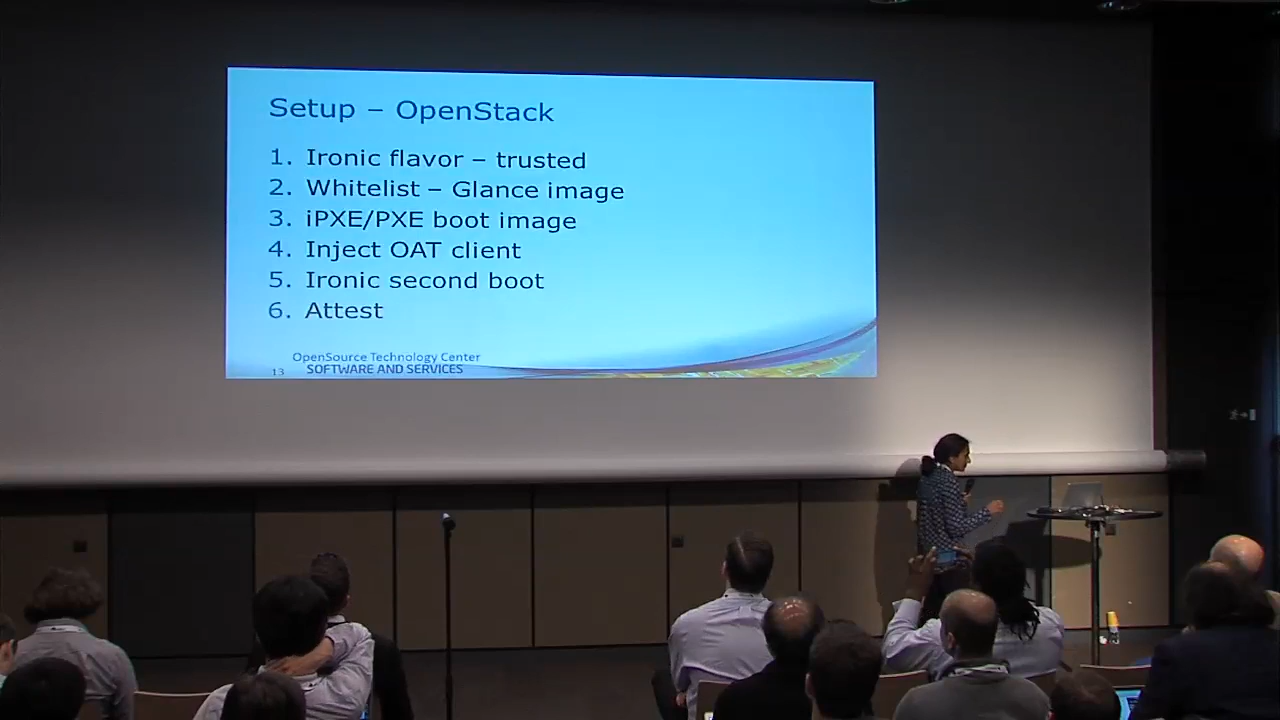 Setup – OpenStack
1. Ironic flavor – trusted
2. Whitelist – Glance image
3. iPXE/PXE boot image
4. Inject OAT client
5. Ironic second boot
6. Attest
OpenSource Technology Center
13 SOFTWARE AND SERVICES